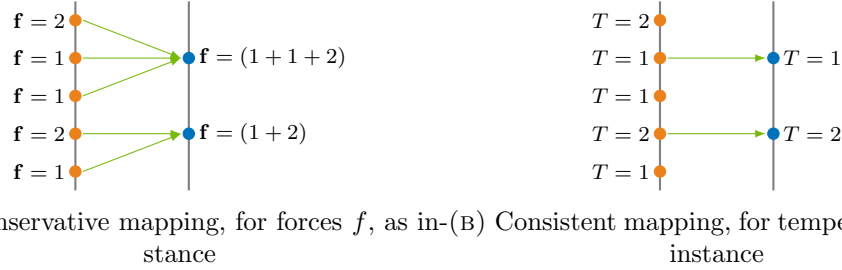 f = 2
f = 1
f = 1
f = 2
f = 1
f = (1 + 1 + 2)
f = (1 + 2)
T = 2
T = 1
T = 1
T = 2
T = 1
T = 1
T = 2
nservative mapping, for forces f, as in-
stance
(B) Consistent mapping, for tempe
instance